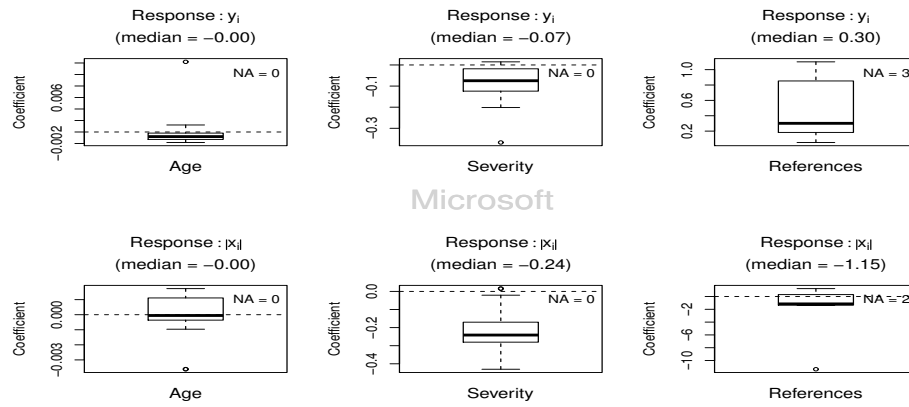 Response : yi
(median = −0.00)
NA = 0
Coefficient
0.006
−0.002
Age
Response : yi
(median = −0.07)
NA = 0
Coefficient
−0.1
−0.3
Severity
Response : yi
(median = 0.30)
NA = 3
Coefficient
1.0
0.6
0.2
References
Microsoft
Response : |xi|
(median = −0.00)
NA = 0
Coefficient
0.000
−0.003
Age
Response : |xi|
(median = −0.24)
NA = 0
Coefficient
0.0
−0.2
−0.4
Severity
Response : |xi|
(median = −1.15)
NA = 2
Coefficient
−2
−6
−10
References